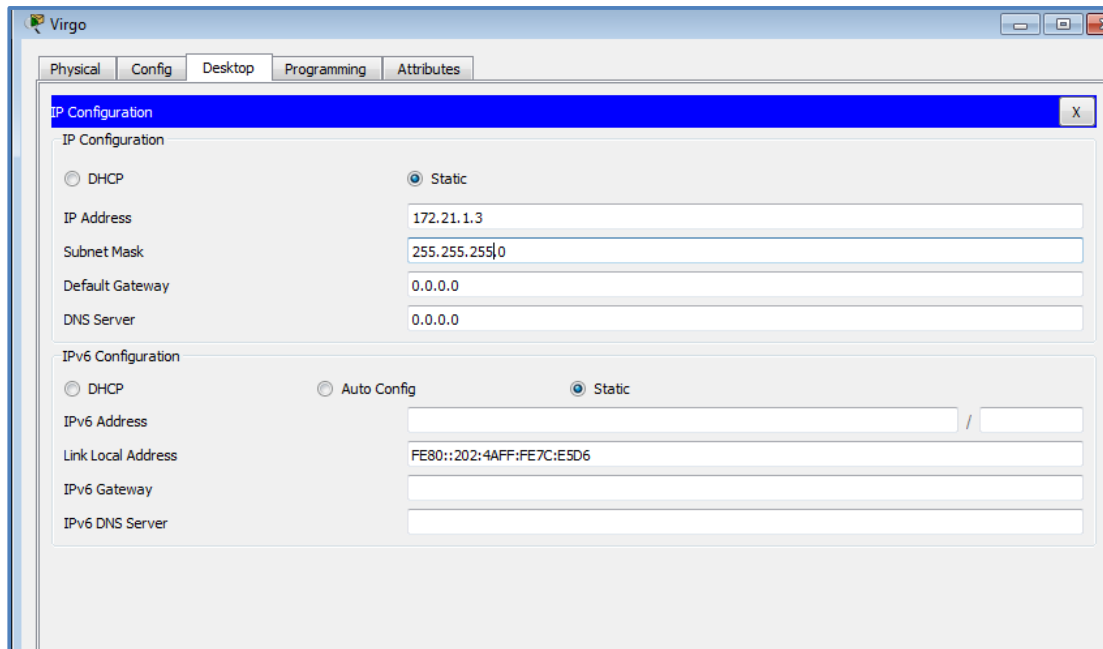 Virgo
Physical Config Desktop Programming Attributes
IP Configuration X
IP Configuration
DHCP Static
IP Address 172.21.1.3
Subnet Mask 255.255.255.0
Default Gateway 0.0.0.0
DNS Server 0.0.0.0
IPv6 Configuration
DHCP Auto Config Static
IPv6 Address /
Link Local Address FE80::202:4AFF:FE7C:E5D6
IPv6 Gateway
IPv6 DNS Server